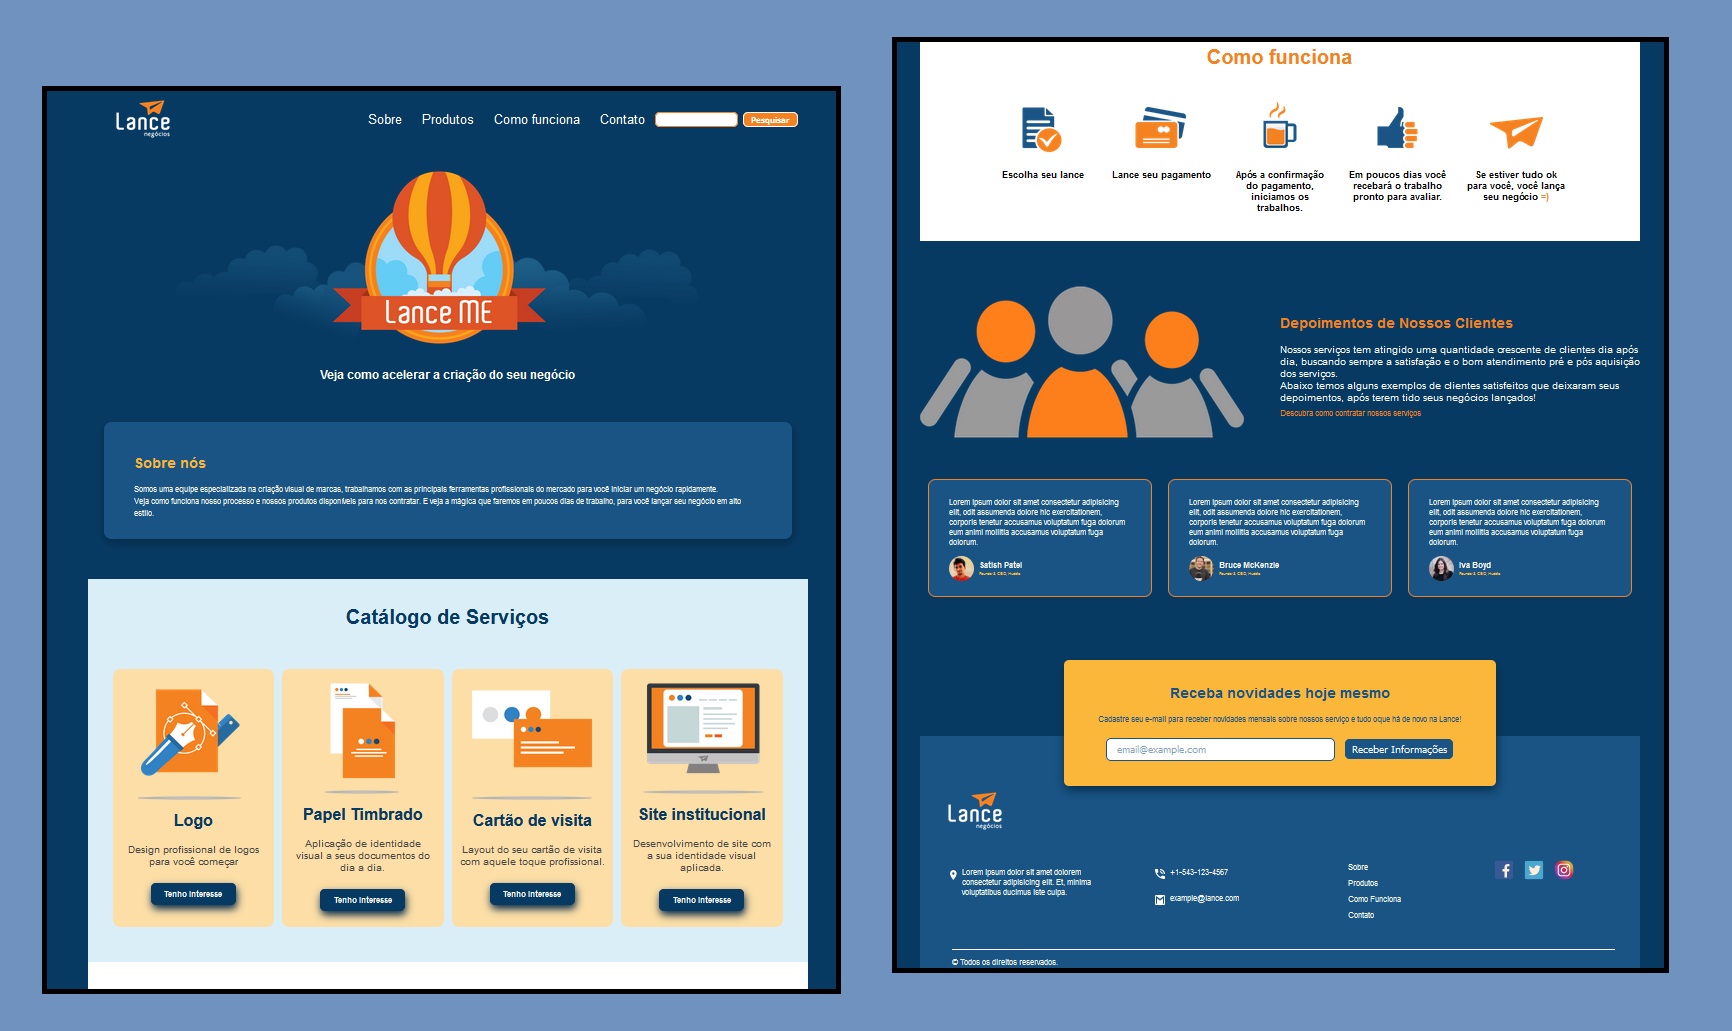 Lance
negócios
Sobre
Produtos
Como funciona
Contato
Pesquisar
Lance ME
Veja como acelerar a criação do seu negócio
Sobre nós
Somos uma equipe especializada na criação visual de marcas, trabalhamos com as principais ferramentas profissionais do mercado para você iniciar um negócio rapidamente.
Veja como funciona nosso processo e nossos produtos disponíveis para nos contratar. E veja a mágica que faremos em poucos dias de trabalho, para você lançar seu negócio em alto
estilo.
Catálogo de Serviços
Logo
Design profissional de logos
para você começar
Tenho Interesse
Papel Timbrado
Aplicação de identidade
visual a seus documentos do
dia a dia.
Tenho Interesse
Cartão de visita
Layout do seu cartão de visita
com aquele toque profissional.
Tenho Interesse
Site institucional
Desenvolvimento de site com
a sua identidade visual
aplicada.
Tenho Interesse
Como funciona
Escolha seu lance
Lance seu pagamento
Após a confirmação
do pagamento,
iniciamos os
trabalhos.
Em poucos dias você
recebará o trabalho
pronto para avaliar.
Se estiver tudo ok
para você, você lança
seu negócio =)
Depoimentos de Nossos Clientes
Nossos serviços tem atingido uma quantidade crescente de clientes dia após
dia, buscando sempre a satisfação e o bom atendimento pré e pós aquisição
dos serviços.
Abaixo temos alguns exemplos de clientes satisfeitos que deixaram seus
depoimentos, após terem tido seus negócios lançados!
Descubra como contratar nossos serviços
Lorem ipsum dolor sit amet consectetur adipisicing
elit, odit assumenda dolore hic exercitationem,
corporis tenetur accusamus voluptatum fuga dolorum
eum animi mollitia accusamus voluptatum fuga
dolorum.
Satish Patel
Founder & CEO, Huddle
Lorem ipsum dolor sit amet consectetur adipisicing
elit, odit assumenda dolore hic exercitationem,
corporis tenetur accusamus voluptatum fuga dolorum
eum animi mollitia accusamus voluptatum fuga
dolorum.
Bruce McKenzie
Founder & CEO, Huddle
Lorem ipsum dolor sit amet consectetur adipisicing
elit, odit assumenda dolore hic exercitationem,
corporis tenetur accusamus voluptatum fuga dolorum
eum animi mollitia accusamus voluptatum fuga
dolorum.
Iva Boyd
Founder & CEO, Huddle
Receba novidades hoje mesmo
Cadastre seu e-mail para receber novidades mensais sobre nossos serviço e tudo oque há de novo na Lance!
email@example.com
Receber Informações
Lance
negócios
Lorem ipsum dolor sit amet dolorem
consectetur adipisicing elit. Et, minima
voluptatibus ducimus iste culpa.
+1-543-123-4567
example@lance.com
Sobre
Produtos
Como Funciona
Contato
© Todos os direitos reservados.